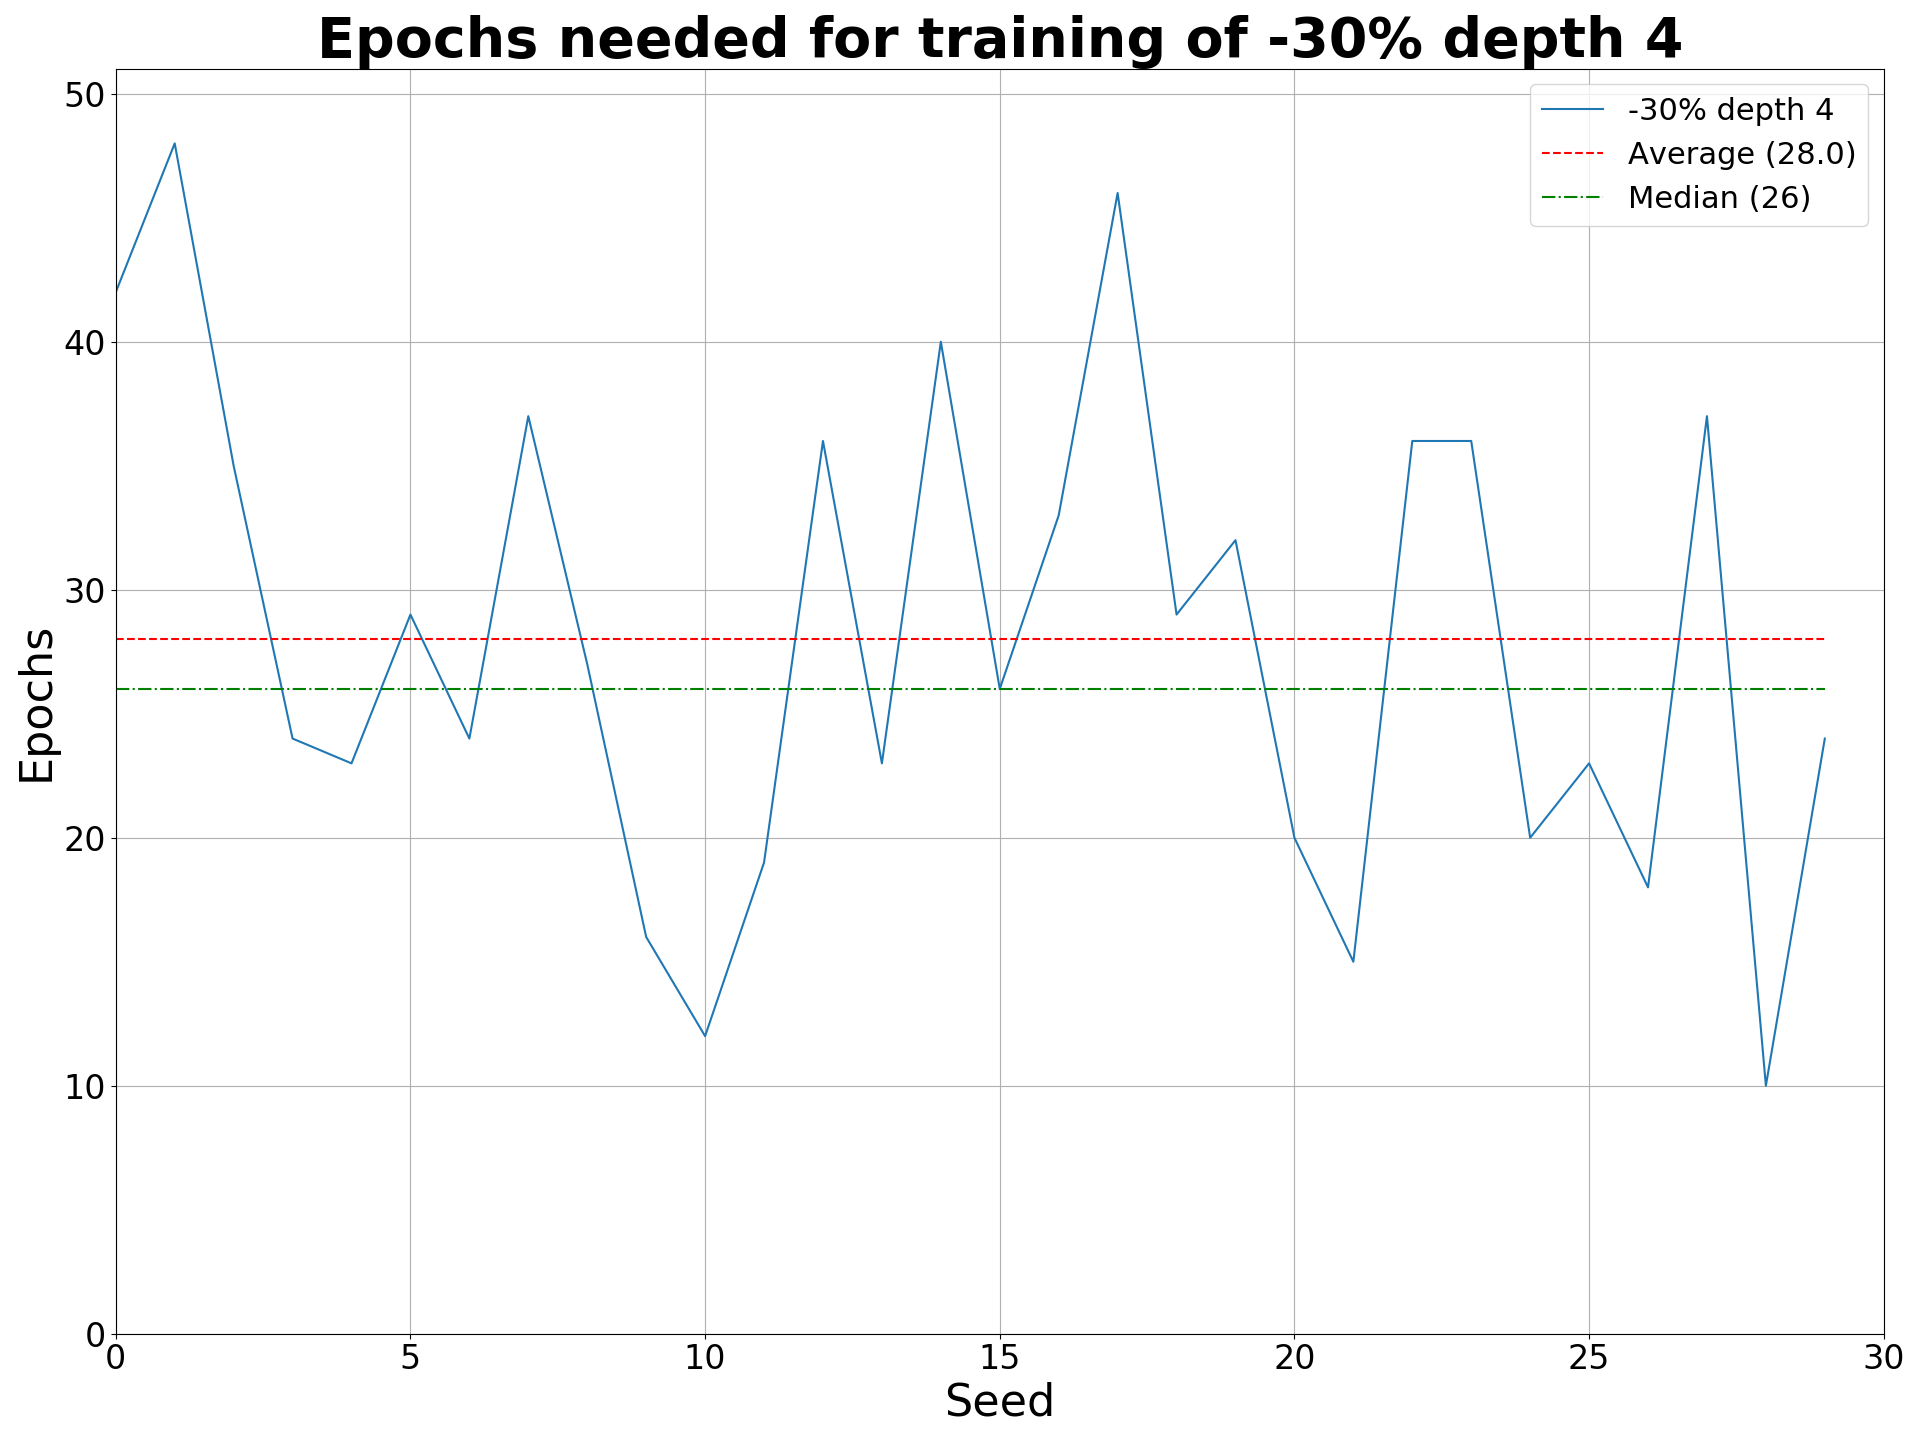 Epochs needed for training of -30% depth 4
-30% depth 4
Average (28.0)
Median (26)
50
40
30
20
10
0
Epochs
0 5 10 15 20 25 30
Seed